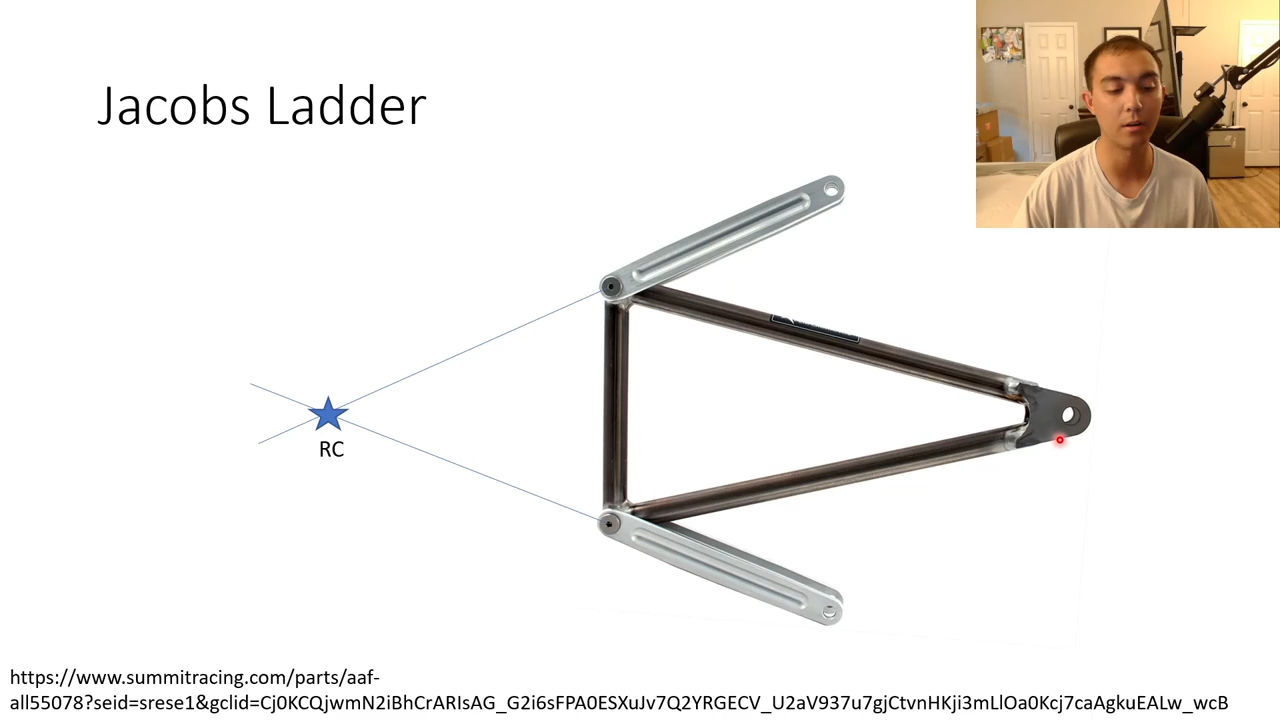 Jacobs Ladder
RC
https://www.summitracing.com/parts/aaf-
all55078?seid=srese1&gclid=Cj0KCQjwmN2iBhCrARIsAG_G2i6sFPA0ESXuJv7Q2YRGECV_U2aV937u7gjCtvnHKji3mLlOa0Kcj7caAgkuEALw_wcB